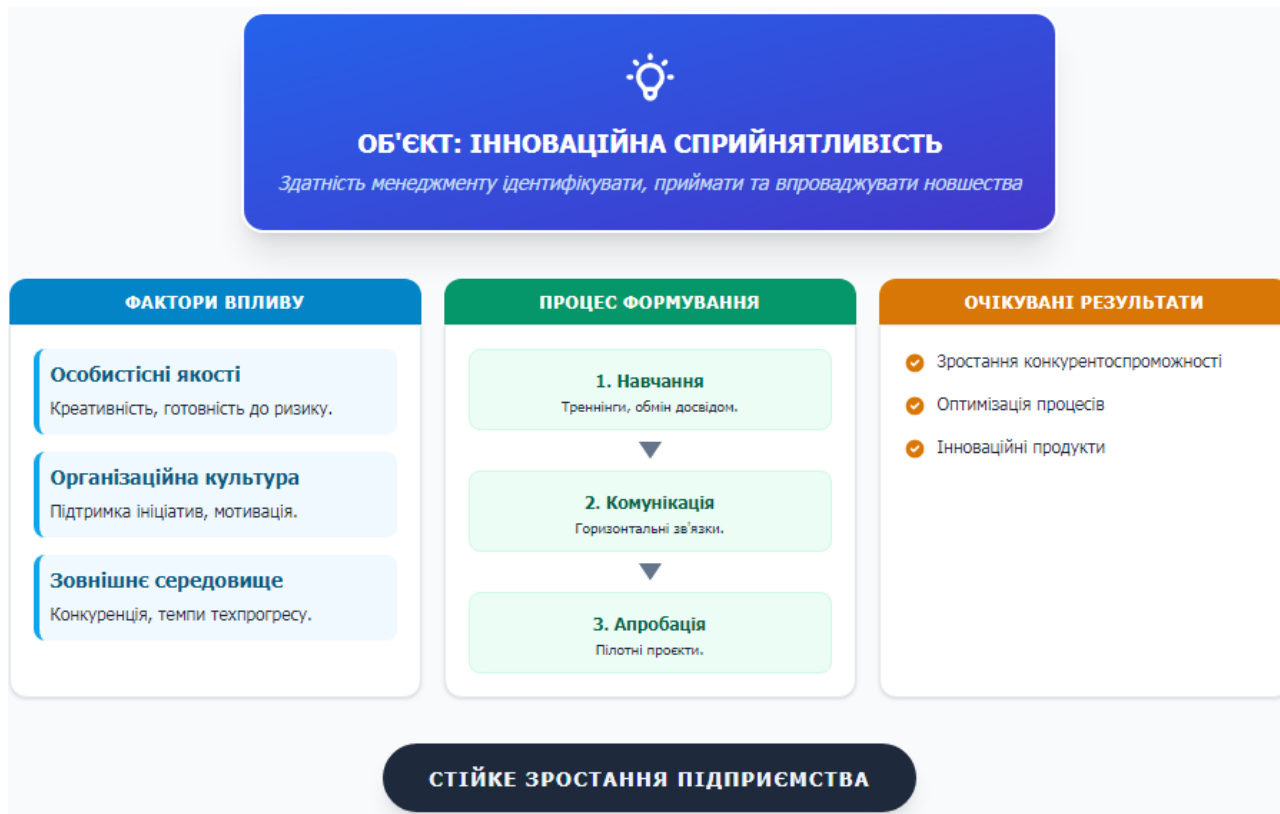 ОБ'ЄКТ: ІННОВАЦІЙНА СПРИЙНЯТЛИВІСТЬ
Здатність менеджменту ідентифікувати, приймати та впроваджувати новшества
ФАКТОРИ ВПЛИВУ
Особистісні якості
Креативність, готовність до ризику.
Організаційна культура
Підтримка ініціатив, мотивація.
Зовнішнє середовище
Конкуренція, темпи техпрогресу.
ПРОЦЕС ФОРМУВАННЯ
1. Навчання
Треннінги, обмін досвідом.
2. Комунікація
Горизонтальні зв'язки.
3. Апробація
Пілотні проєкти.
ОЧІКУВАНІ РЕЗУЛЬТАТИ
Зростання конкурентоспроможності
Оптимізація процесів
Інноваційні продукти
СТІЙКЕ ЗРОСТАННЯ ПІДПРИЄМСТВА